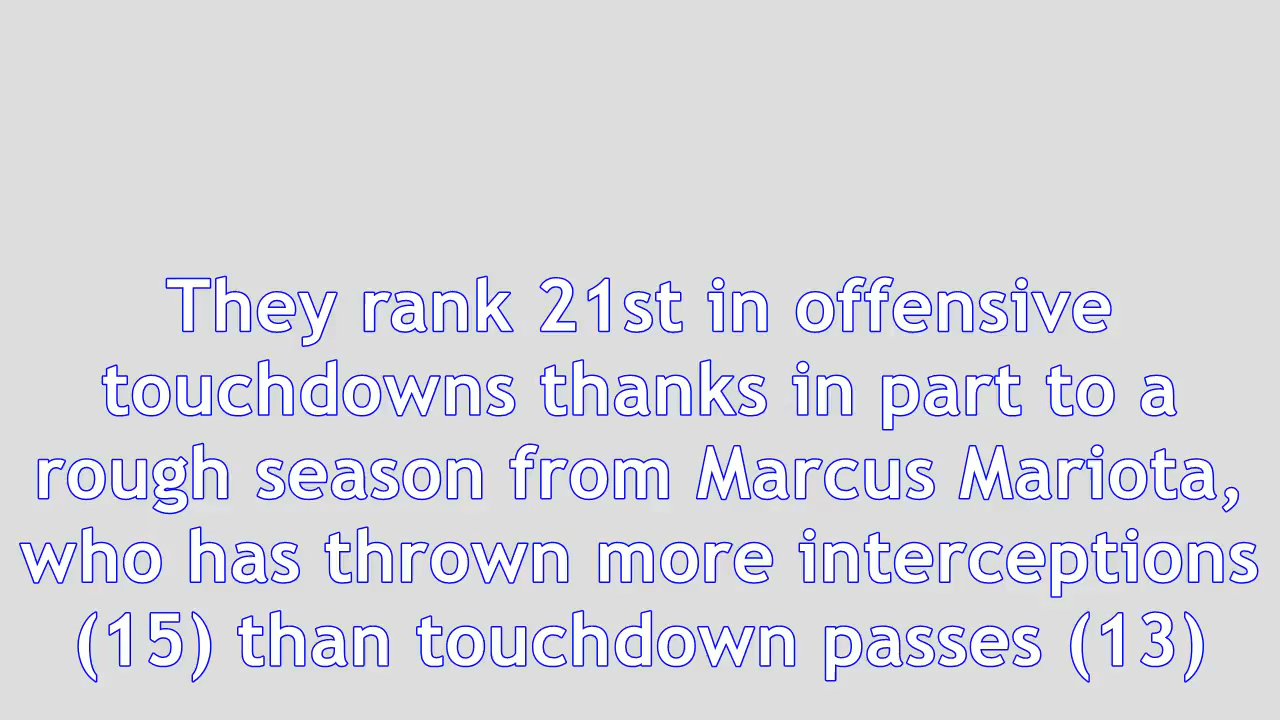 They rank 21st in offensive
touchdowns thanks in part to a
rough season from Marcus Mariota,
who has thrown more interceptions
(15) than touchdown passes (13)